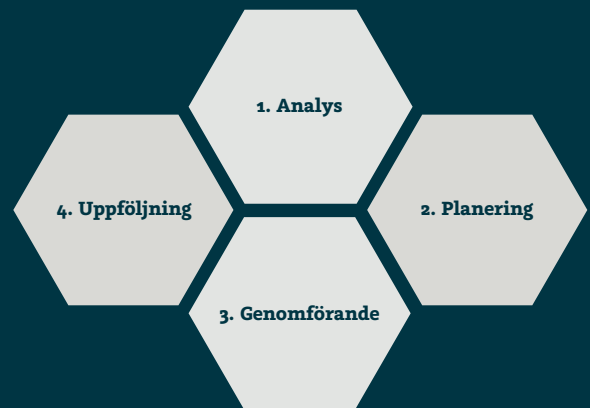 1. Analys
4. Uppföljning
2. Planering
3. Genomförande